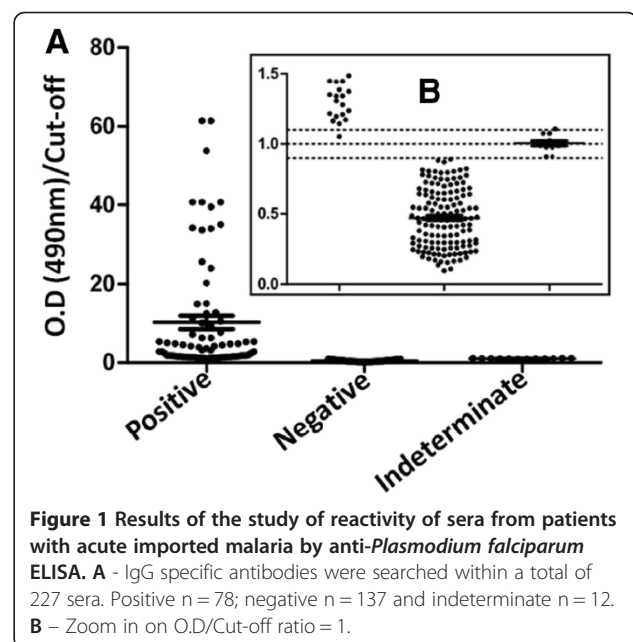 A
80
60
40
20
0
O.D (490nm)/Cut-off
Positive
Negative
Indeterminate
B
1.5
1.0
0.5
0.0
Figure 1 Results of the study of reactivity of sera from patients
with acute imported malaria by anti-Plasmodium falciparum
ELISA. A - IgG specific antibodies were searched within a total of
227 sera. Positive n = 78; negative n = 137 and indeterminate n = 12.
B – Zoom in on O.D/Cut-off ratio = 1.